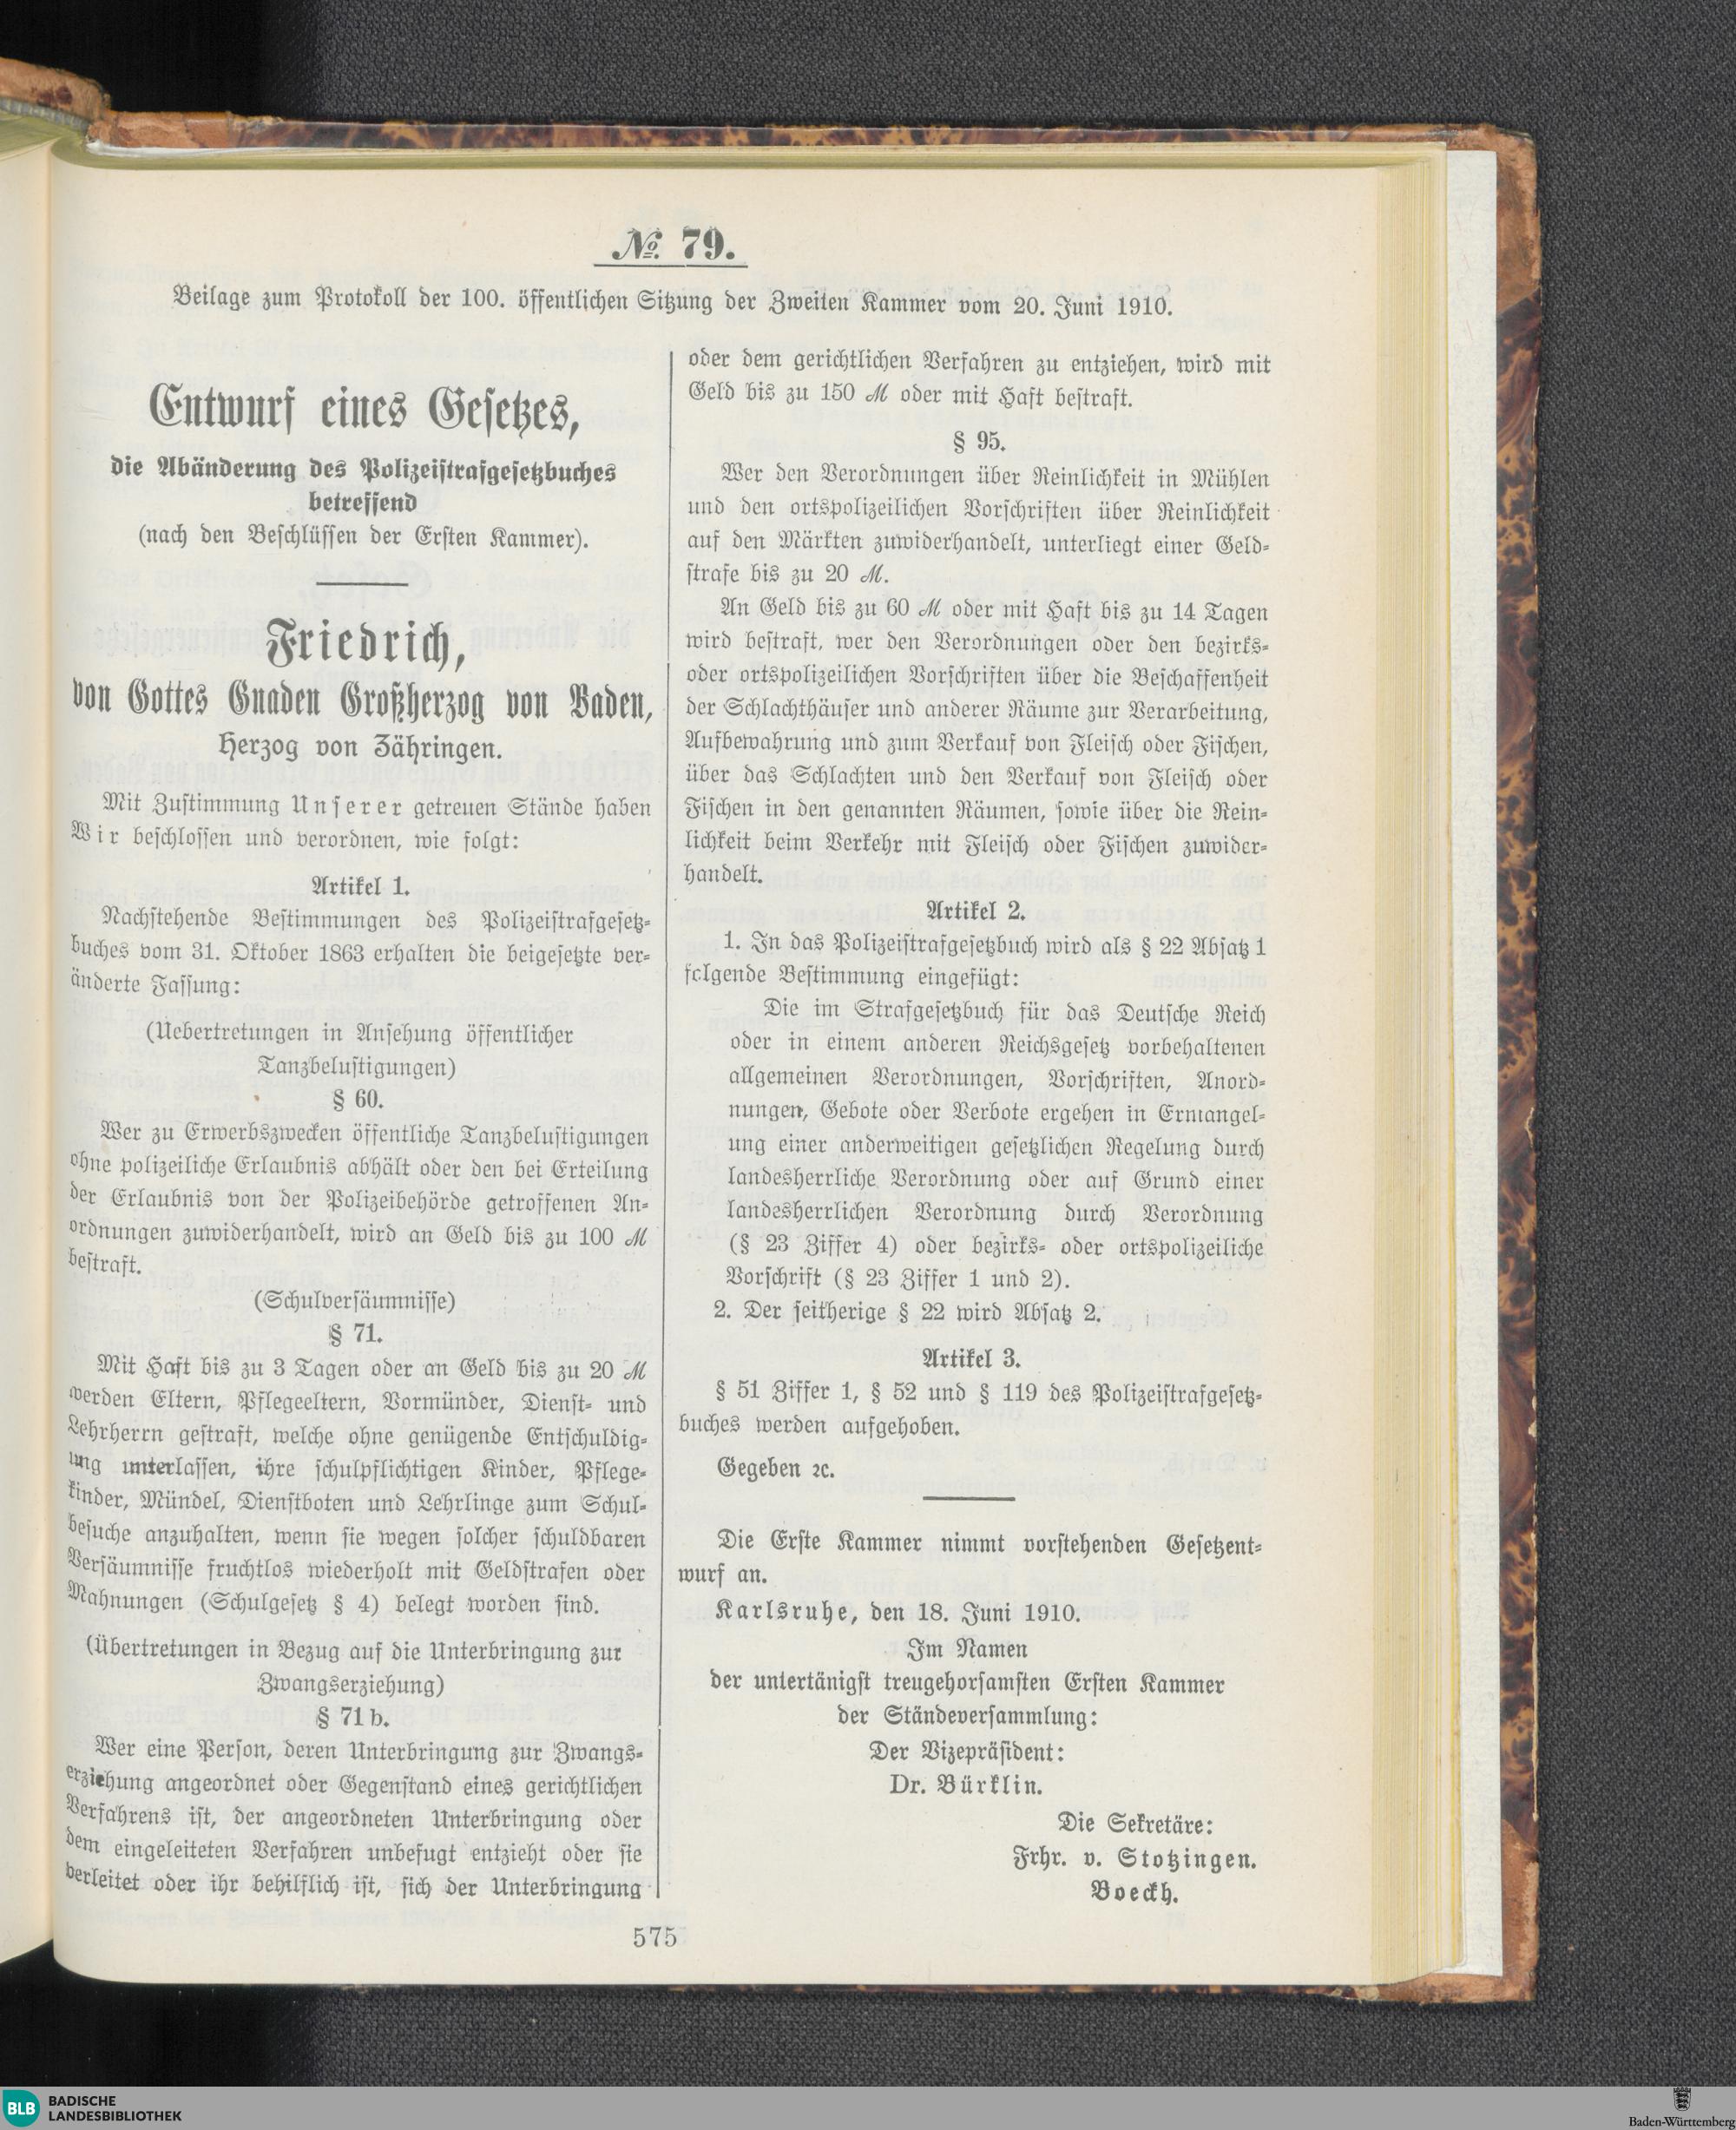 № 79.
Beilage zum Protokoll der 100. öffentlichen Sitzung der Zweiten Kammer vom 20. Juni 1910.
Entwurf eines Gesetzes,
die Abänderung des Polizeistrafgesetzbuches
betreffend
(nach den Beschlüssen der Ersten Kammer).
Friedrich,
von Gottes Gnaden Großherzog von Baden,
Herzog von Zähringen.
Mit Zustimmung Unserer getreuen Stände haben
Wir beschlossen und verordnen, wie folgt:
Artikel 1.
Nachstehende Bestimmungen des Polizeistrafgesetz-
buches vom 31. Oktober 1863 erhalten die beigesetzte ver-
änderte Fassung:
(Uebertretungen in Ansehung öffentlicher
Tanzbelustigungen)
§ 60.
Wer zu Erwerbszwecken öffentliche Tanzbelustigungen
ohne polizeiliche Erlaubnis abhält oder den bei Erteilung
der Erlaubnis von der Polizeibehörde getroffenen An-
ordnungen zuwiderhandelt, wird an Geld bis zu 100 ℳ
bestraft.
(Schulversäumnisse)
§ 71.
Mit Haft bis zu 3 Tagen oder an Geld bis zu 20 ℳ
werden Eltern, Pflegeeltern, Vormünder, Dienst- und
Lehrherrn gestraft, welche ohne genügende Entschuldig-
ung unterlassen, ihre schulpflichtigen Kinder, Pflege-
kinder, Mündel, Dienstboten und Lehrlinge zum Schul-
besuche anzuhalten, wenn sie wegen solcher schuldbaren
Versäumnisse fruchtlos wiederholt mit Geldstrafen oder
Mahnungen (Schulgesetz § 4) belegt worden sind.
(Übertretungen in Bezug auf die Unterbringung zur
Zwangserziehung)
§ 71 b.
Wer eine Person, deren Unterbringung zur Zwangs-
erziehung angeordnet oder Gegenstand eines gerichtlichen
Verfahrens ist, der angeordneten Unterbringung oder
dem eingeleiteten Verfahren unbefugt entzieht oder sie
verleitet oder ihr behilflich ist, sich der Unterbringung
oder dem gerichtlichen Verfahren zu entziehen, wird mit
Geld bis zu 150 ℳ oder mit Haft bestraft.
§ 95.
Wer den Verordnungen über Reinlichkeit in Mühlen
und den ortspolizeilichen Vorschriften über Reinlichkeit
auf den Märkten zuwiderhandelt, unterliegt einer Geld-
strafe bis zu 20 ℳ.
An Geld bis zu 60 ℳ oder mit Haft bis zu 14 Tagen
wird bestraft, wer den Verordnungen oder den bezirks-
oder ortspolizeilichen Vorschriften über die Beschaffenheit
der Schlachthäuser und anderer Räume zur Verarbeitung,
Aufbewahrung und zum Verkauf von Fleisch oder Fischen,
über das Schlachten und den Verkauf von Fleisch oder
Fischen in den genannten Räumen, sowie über die Rein-
lichkeit beim Verkehr mit Fleisch oder Fischen zuwider-
handelt.
Artikel 2.
1. In das Polizeistrafgesetzbuch wird als § 22 Absatz 1
folgende Bestimmung eingefügt:
Die im Strafgesetzbuch für das Deutsche Reich
oder in einem anderen Reichsgesetz vorbehaltenen
allgemeinen Verordnungen, Vorschriften, Anord-
nungen, Gebote oder Verbote ergehen in Ermangel-
ung einer anderweitigen gesetzlichen Regelung durch
landesherrliche Verordnung oder auf Grund einer
landesherrlichen Verordnung durch Verordnung
(§ 23 Ziffer 4) oder bezirks- oder ortspolizeiliche
Vorschrift (§ 23 Ziffer 1 und 2).
2. Der seitherige § 22 wird Absatz 2.
Artikel 3.
§ 51 Ziffer 1, § 52 und § 119 des Polizeistrafgesetz-
buches werden aufgehoben.
Gegeben ꝛc.
Die Erste Kammer nimmt vorstehenden Gesetzent-
wurf an.
Karlsruhe, den 18. Juni 1910.
Im Namen
der untertänigst treugehorsamsten Ersten Kammer
der Ständeversammlung:
Der Vizepräsident:
Dr. Bürklin.
Die Sekretäre:
Frhr. v. Stotzingen.
Boeckh.
575
BLB BADISCHE
LANDESBIBLIOTHEK
Baden-Württemberg